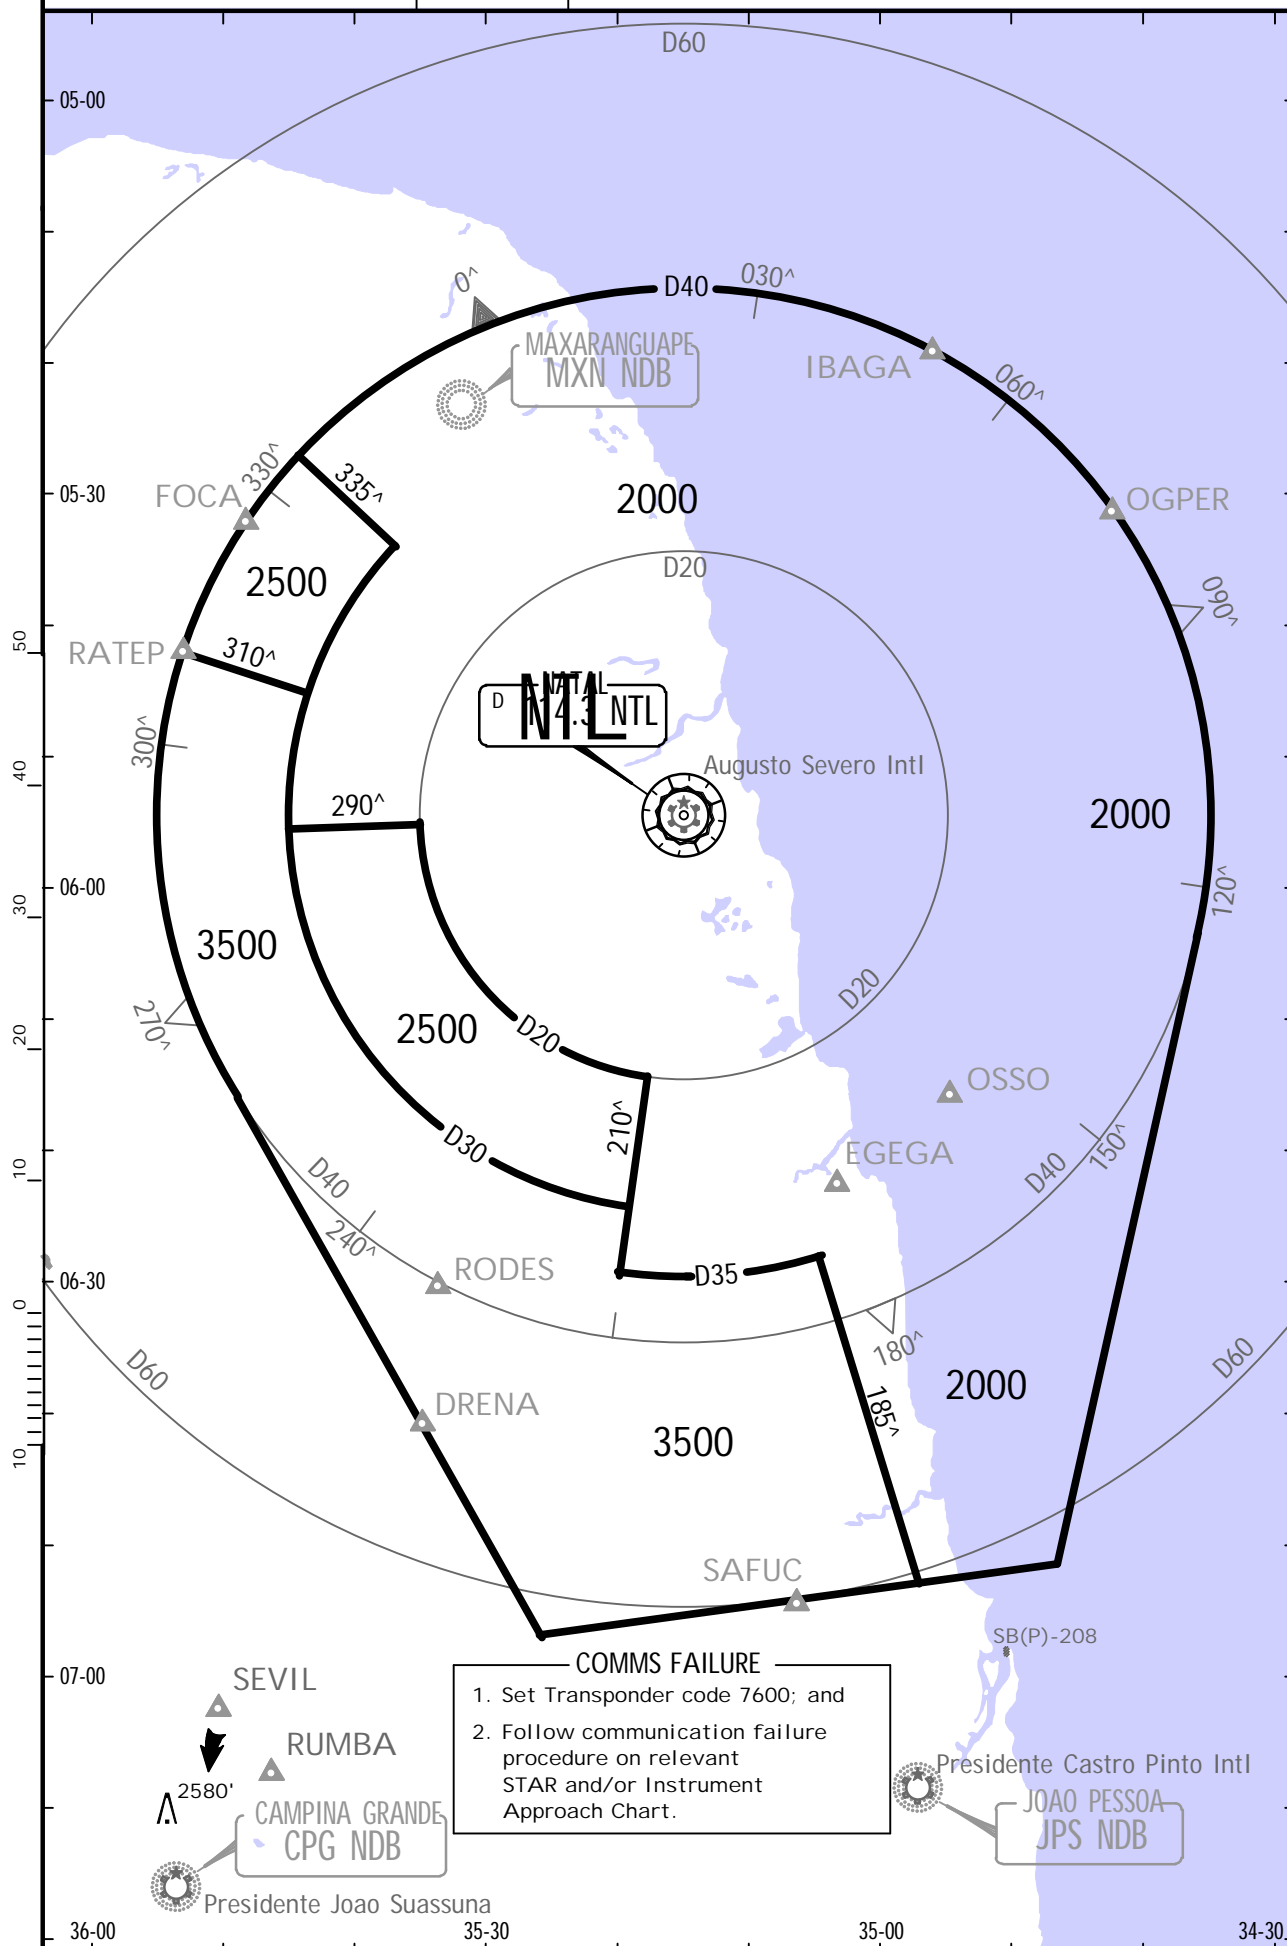 D60
05-00
0^
D40
030^
MAXARANGUAPE
MXN NDB
IBAGA
060^
330^
335^
FOCA
05-30
2000
OGPER
D20
2500
090^
50
RATEP
310^
NATAL
D 114.3 NTL
NTL
300^
Augusto Severo Intl
40
290^
2000
06-00
120^
30
3500
D20
270^
2500
D20
20
OSSO
210^
D30
EGEGA
150^
10
D40
D40
240^
RODES
D35
06-30
0
180^
D60
D60
2000
DRENA
185^
3500
10
SAFUC
SB(P)-208
COMMS FAILURE
07-00
SEVIL
1. Set Transponder code 7600; and
2. Follow communication failure
procedure on relevant
STAR and/or Instrument
Approach Chart.
RUMBA
2580'
Presidente Castro Pinto Intl
CAMPINA GRANDE
CPG NDB
JOAO PESSOA
JPS NDB
Presidente Joao Suassuna
36-00
35-30
35-00
34-30